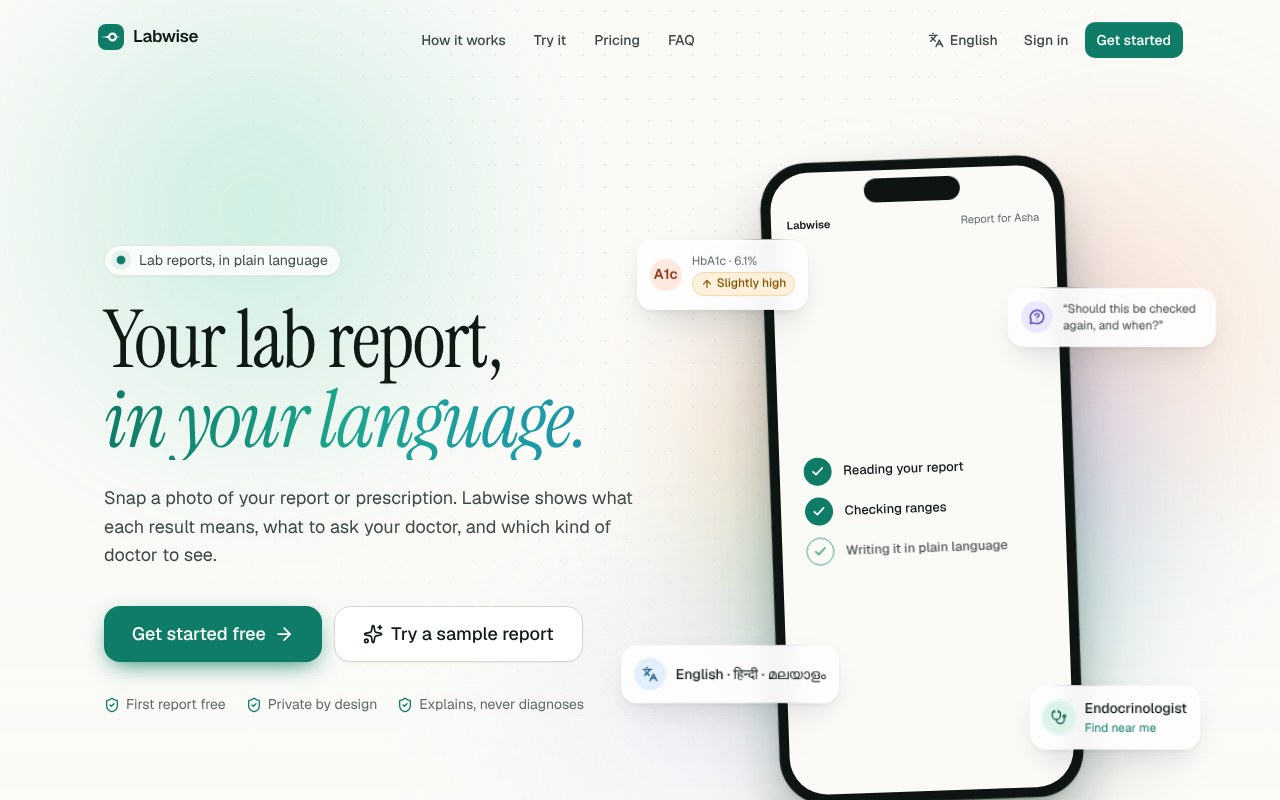 Labwise
How it works
Try it
Pricing
FAQ
English
Sign in
Get started
Lab reports, in plain language
Your lab report,
in your language.
Snap a photo of your report or prescription. Labwise shows what
each result means, what to ask your doctor, and which kind of
doctor to see.
Get started free
Try a sample report
First report free
Private by design
Explains, never diagnoses
Labwise
Report for Asha
A1c
HbA1c · 6.1%
Slightly high
“Should this be checked
again, and when?”
Reading your report
Checking ranges
Writing it in plain language
English · हिन्दी · മലയാളം
Endocrinologist
Find near me